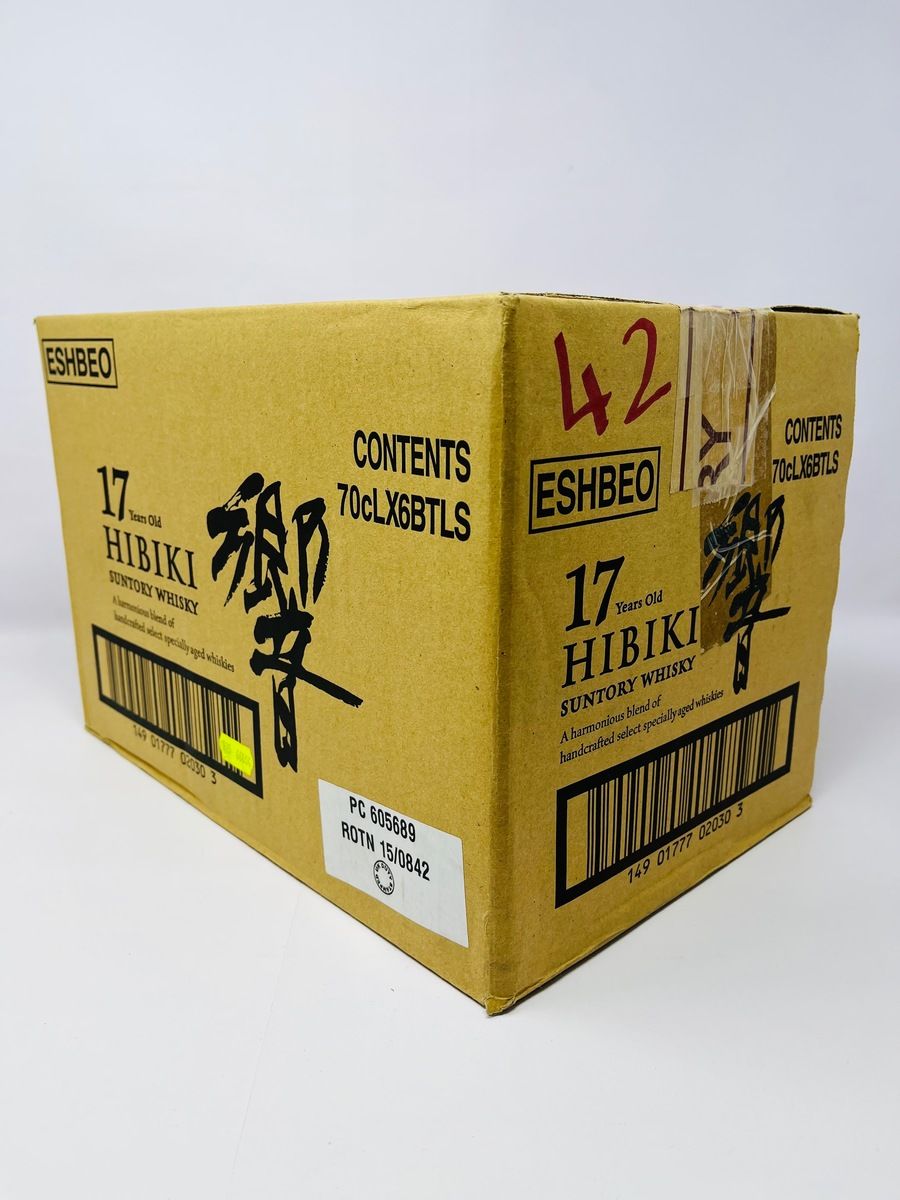 ESHBEO
CONTENTS
70cLX6BTLS
17 Years Old
HIBIKI
SUNTORY WHISKY
A harmonious blend of
handcrafted select specially aged whiskies
響
149 01777 02030 3
PC 605689
ROTN 15/0842
42
RY
ESHBEO
CONTENTS
70cLX6BTLS
17 Years Old
HIBIKI
SUNTORY WHISKY
A harmonious blend of
handcrafted select specially aged whiskies
響
149 01777 02030 3